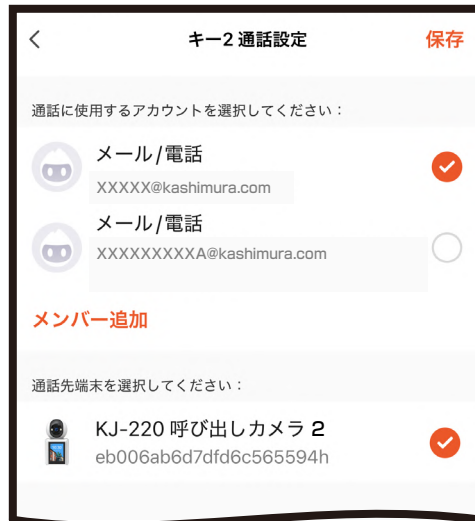 キー2 通話設定
保存
通話に使用するアカウントを選択してください：
メール/電話
XXXXX@kashimura.com
メール/電話
XXXXXXXXXA@kashimura.com
メンバー追加
通話先端末を選択してください：
KJ-220 呼び出しカメラ 2
eb006ab6d7dfd6c565594h